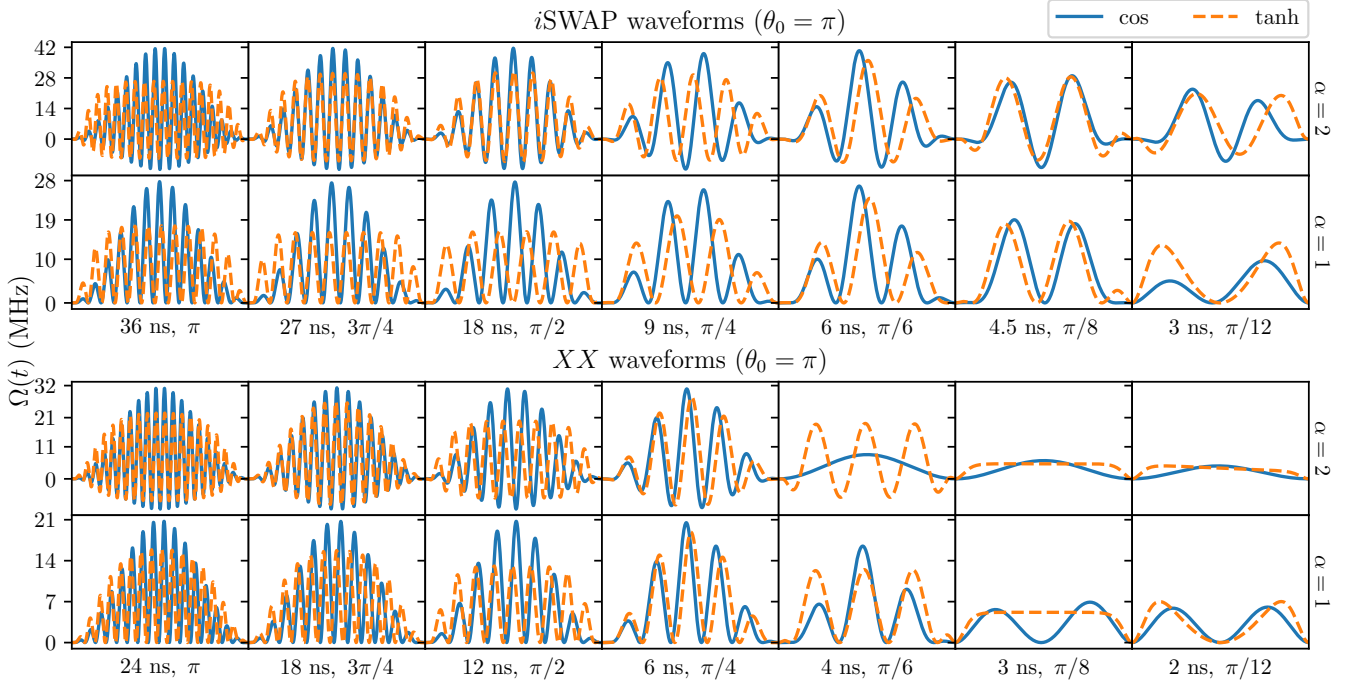 iSWAP waveforms (θ₀ = π)
cos tanh
42
28
14
0
α = 2
28
19
10
0
α = 1
36 ns, π 27 ns, 3π/4 18 ns, π/2 9 ns, π/4 6 ns, π/6 4.5 ns, π/8 3 ns, π/12
Ω(t) (MHz)
XX waveforms (θ₀ = π)
32
21
11
0
α = 2
21
14
7
0
α = 1
24 ns, π 18 ns, 3π/4 12 ns, π/2 6 ns, π/4 4 ns, π/6 3 ns, π/8 2 ns, π/12